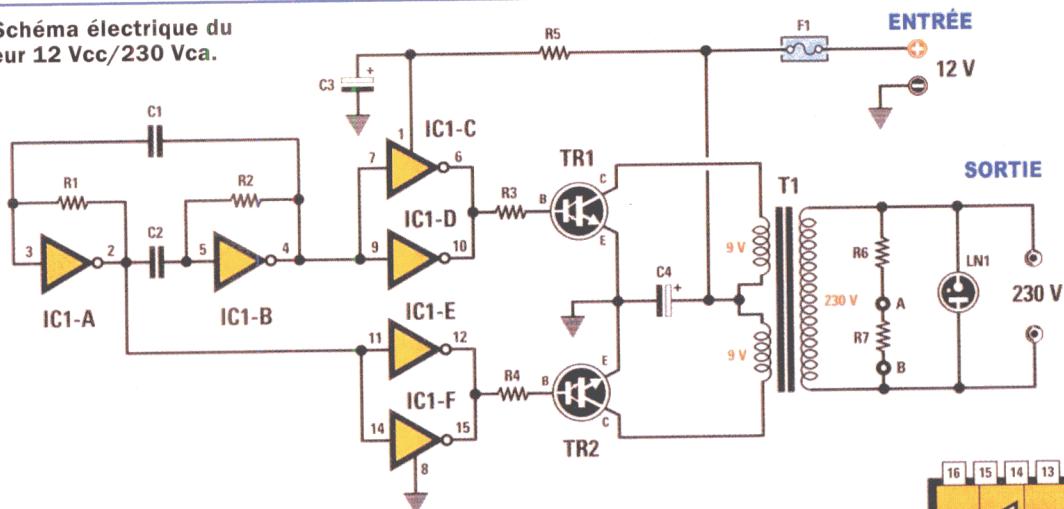 Schéma électrique du
eur 12 Vcc/230 Vca.
R5
F1
ENTRÉE
+
12 V
C3
+
C1
1
IC1-C
7
6
TR1
C
T1
SORTIE
R1
R2
IC1-D
R3
B
E
9 V
3
2
C2
5
4
9
10
C4
+
R6
LN1
230 V
A
230 V
IC1-A
IC1-B
IC1-E
11
12
R7
9 V
B
IC1-F
R4
B
E
C
14
15
TR2
8
16
15
14
13